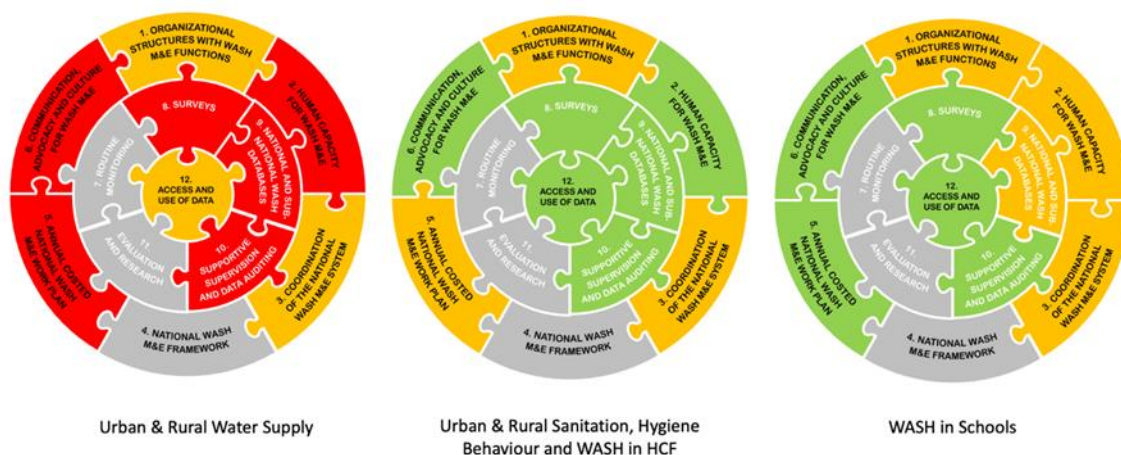 1. ORGANIZATIONAL
STRUCTURES WITH WASH
M&E FUNCTIONS
2. HUMAN CAPACITY
FOR WASH M&E
3. COORDINATION
OF THE NATIONAL
WASH M&E SYSTEM
4. NATIONAL WASH
M&E FRAMEWORK
5. ANNUAL COSTED
NATIONAL WASH
M&E WORK PLAN
6. COMMUNICATION,
ADVOCACY AND CULTURE
FOR WASH M&E
7. ROUTINE
MONITORING
8. SURVEYS
9. NATIONAL AND SUB-
NATIONAL WASH
DATABASES
10.
SUPPORTIVE
SUPERVISION
AND DATA AUDITING
11.
EVALUATION
AND RESEARCH
12.
ACCESS AND
USE OF DATA
Urban & Rural Water Supply
1. ORGANIZATIONAL
STRUCTURES WITH WASH
M&E FUNCTIONS
2. HUMAN CAPACITY
FOR WASH M&E
3. COORDINATION
OF THE NATIONAL
WASH M&E SYSTEM
4. NATIONAL WASH
M&E FRAMEWORK
5. ANNUAL COSTED
NATIONAL WASH
M&E WORK PLAN
6. COMMUNICATION,
ADVOCACY AND CULTURE
FOR WASH M&E
7. ROUTINE
MONITORING
8. SURVEYS
9. NATIONAL AND SUB-
NATIONAL WASH
DATABASES
10.
SUPPORTIVE
SUPERVISION
AND DATA AUDITING
11.
EVALUATION
AND RESEARCH
12.
ACCESS AND
USE OF DATA
Urban & Rural Sanitation, Hygiene
Behaviour and WASH in HCF
1. ORGANIZATIONAL
STRUCTURES WITH WASH
M&E FUNCTIONS
2. HUMAN CAPACITY
FOR WASH M&E
3. COORDINATION
OF THE NATIONAL
WASH M&E SYSTEM
4. NATIONAL WASH
M&E FRAMEWORK
5. ANNUAL COSTED
NATIONAL WASH
M&E WORK PLAN
6. COMMUNICATION,
ADVOCACY AND CULTURE
FOR WASH M&E
7. ROUTINE
MONITORING
8. SURVEYS
9. NATIONAL AND SUB-
NATIONAL WASH
DATABASES
10.
SUPPORTIVE
SUPERVISION
AND DATA AUDITING
11.
EVALUATION
AND RESEARCH
12.
ACCESS AND
USE OF DATA
WASH in Schools